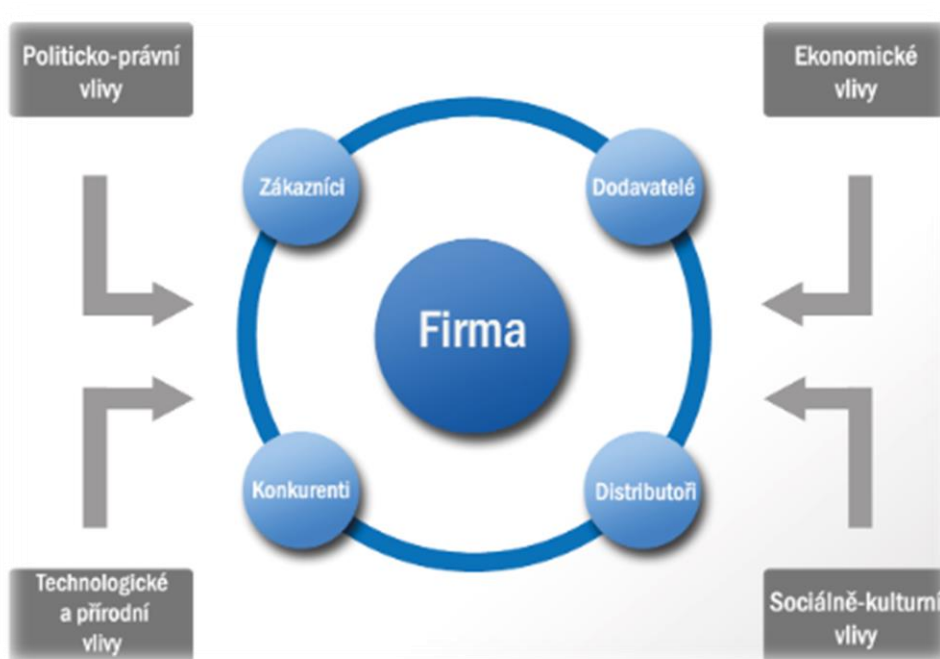 Politicko-právní
vlivy
Ekonomické
vlivy
Zákazníci
Dodavatelé
Firma
Konkurenti
Distributoři
Technologické
a přírodní
vlivy
Sociálně-kulturní
vlivy